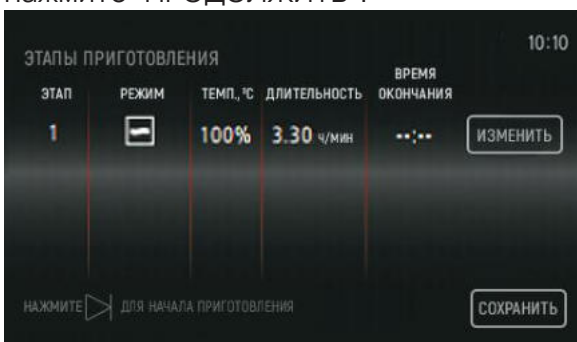 нажмите "ПРОДОЛЖИТЬ".
10:10
ЭТАПЫ ПРИГОТОВЛЕНИЯ
ЭТАП РЕЖИМ ТЕМП., °C ДЛИТЕЛЬНОСТЬ ВРЕМЯ ОКОНЧАНИЯ
1 100% 3.30 ч/мин --:-- ИЗМЕНИТЬ
НАЖМИТЕ ДЛЯ НАЧАЛА ПРИГОТОВЛЕНИЯ СОХРАНИТЬ